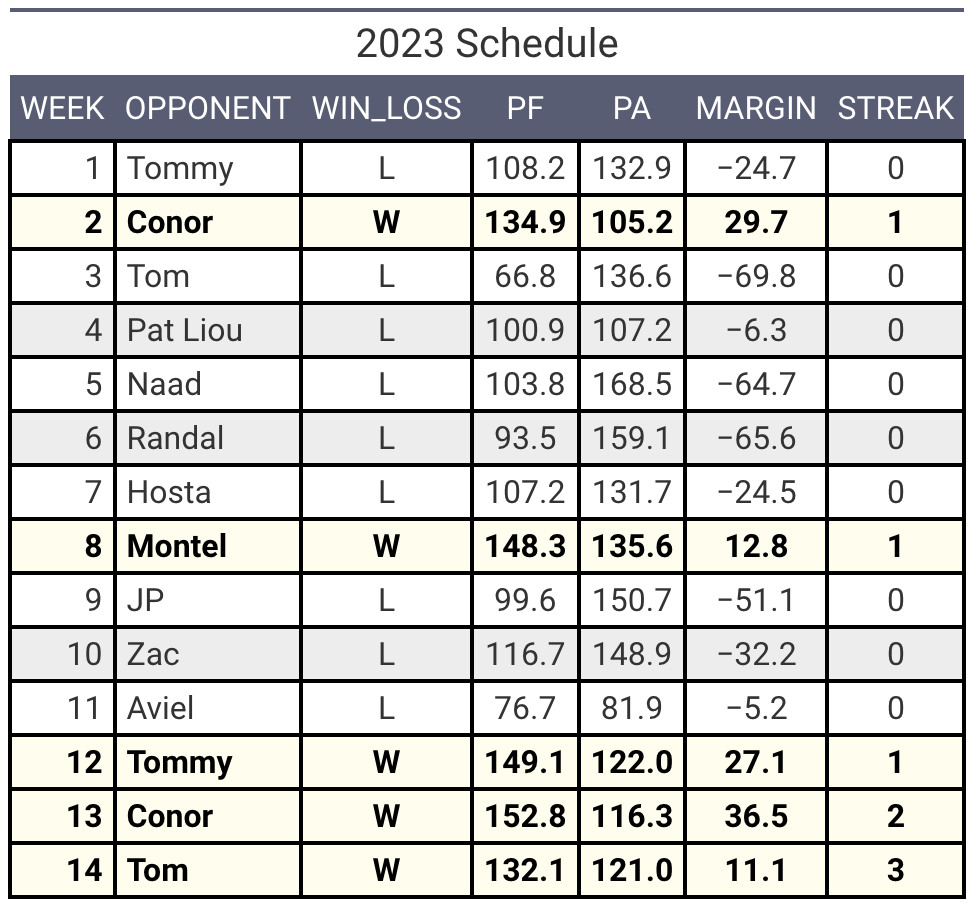 2023 Schedule
WEEK OPPONENT WIN_LOSS PF PA MARGIN STREAK
1 Tommy L 108.2 132.9 −24.7 0
2 Conor W 134.9 105.2 29.7 1
3 Tom L 66.8 136.6 −69.8 0
4 Pat Liou L 100.9 107.2 −6.3 0
5 Naad L 103.8 168.5 −64.7 0
6 Randal L 93.5 159.1 −65.6 0
7 Hosta L 107.2 131.7 −24.5 0
8 Montel W 148.3 135.6 12.8 1
9 JP L 99.6 150.7 −51.1 0
10 Zac L 116.7 148.9 −32.2 0
11 Aviel L 76.7 81.9 −5.2 0
12 Tommy W 149.1 122.0 27.1 1
13 Conor W 152.8 116.3 36.5 2
14 Tom W 132.1 121.0 11.1 3